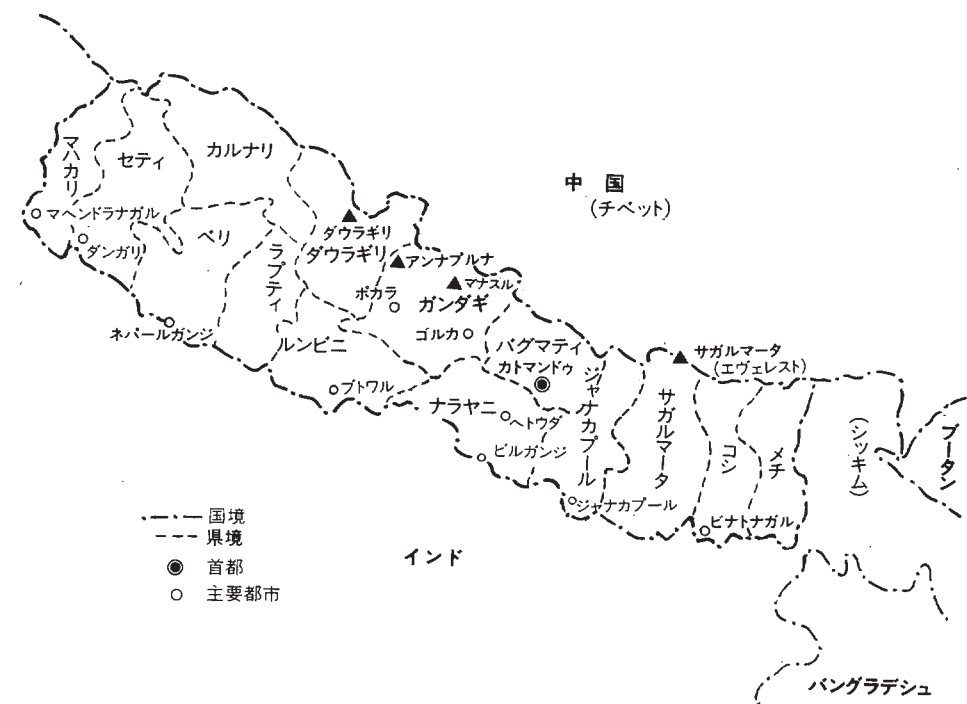 中国
(チベット)
マハカリ
セティ
カルナリ
マヘンドラナガル
ダンガリ
ベリ
ラプティ
ダウラギリ
ダウラギリ
アンナプルナ
マナスル
ポカラ
ガンダギ
ゴルカ
ネパールガンジ
ルンビニ
バグマティ
カトマンドゥ
ブトワル
ナラヤニ
ヘトウダ
ビルガンジ
ジャナカプール
ジャナカプール
サガルマータ
(エヴェレスト)
サガルマータ
コシ
メチ
ビナトナガル
(シッキム)
ブータン
国境
県境
首都
主要都市
インド
バングラデシュ